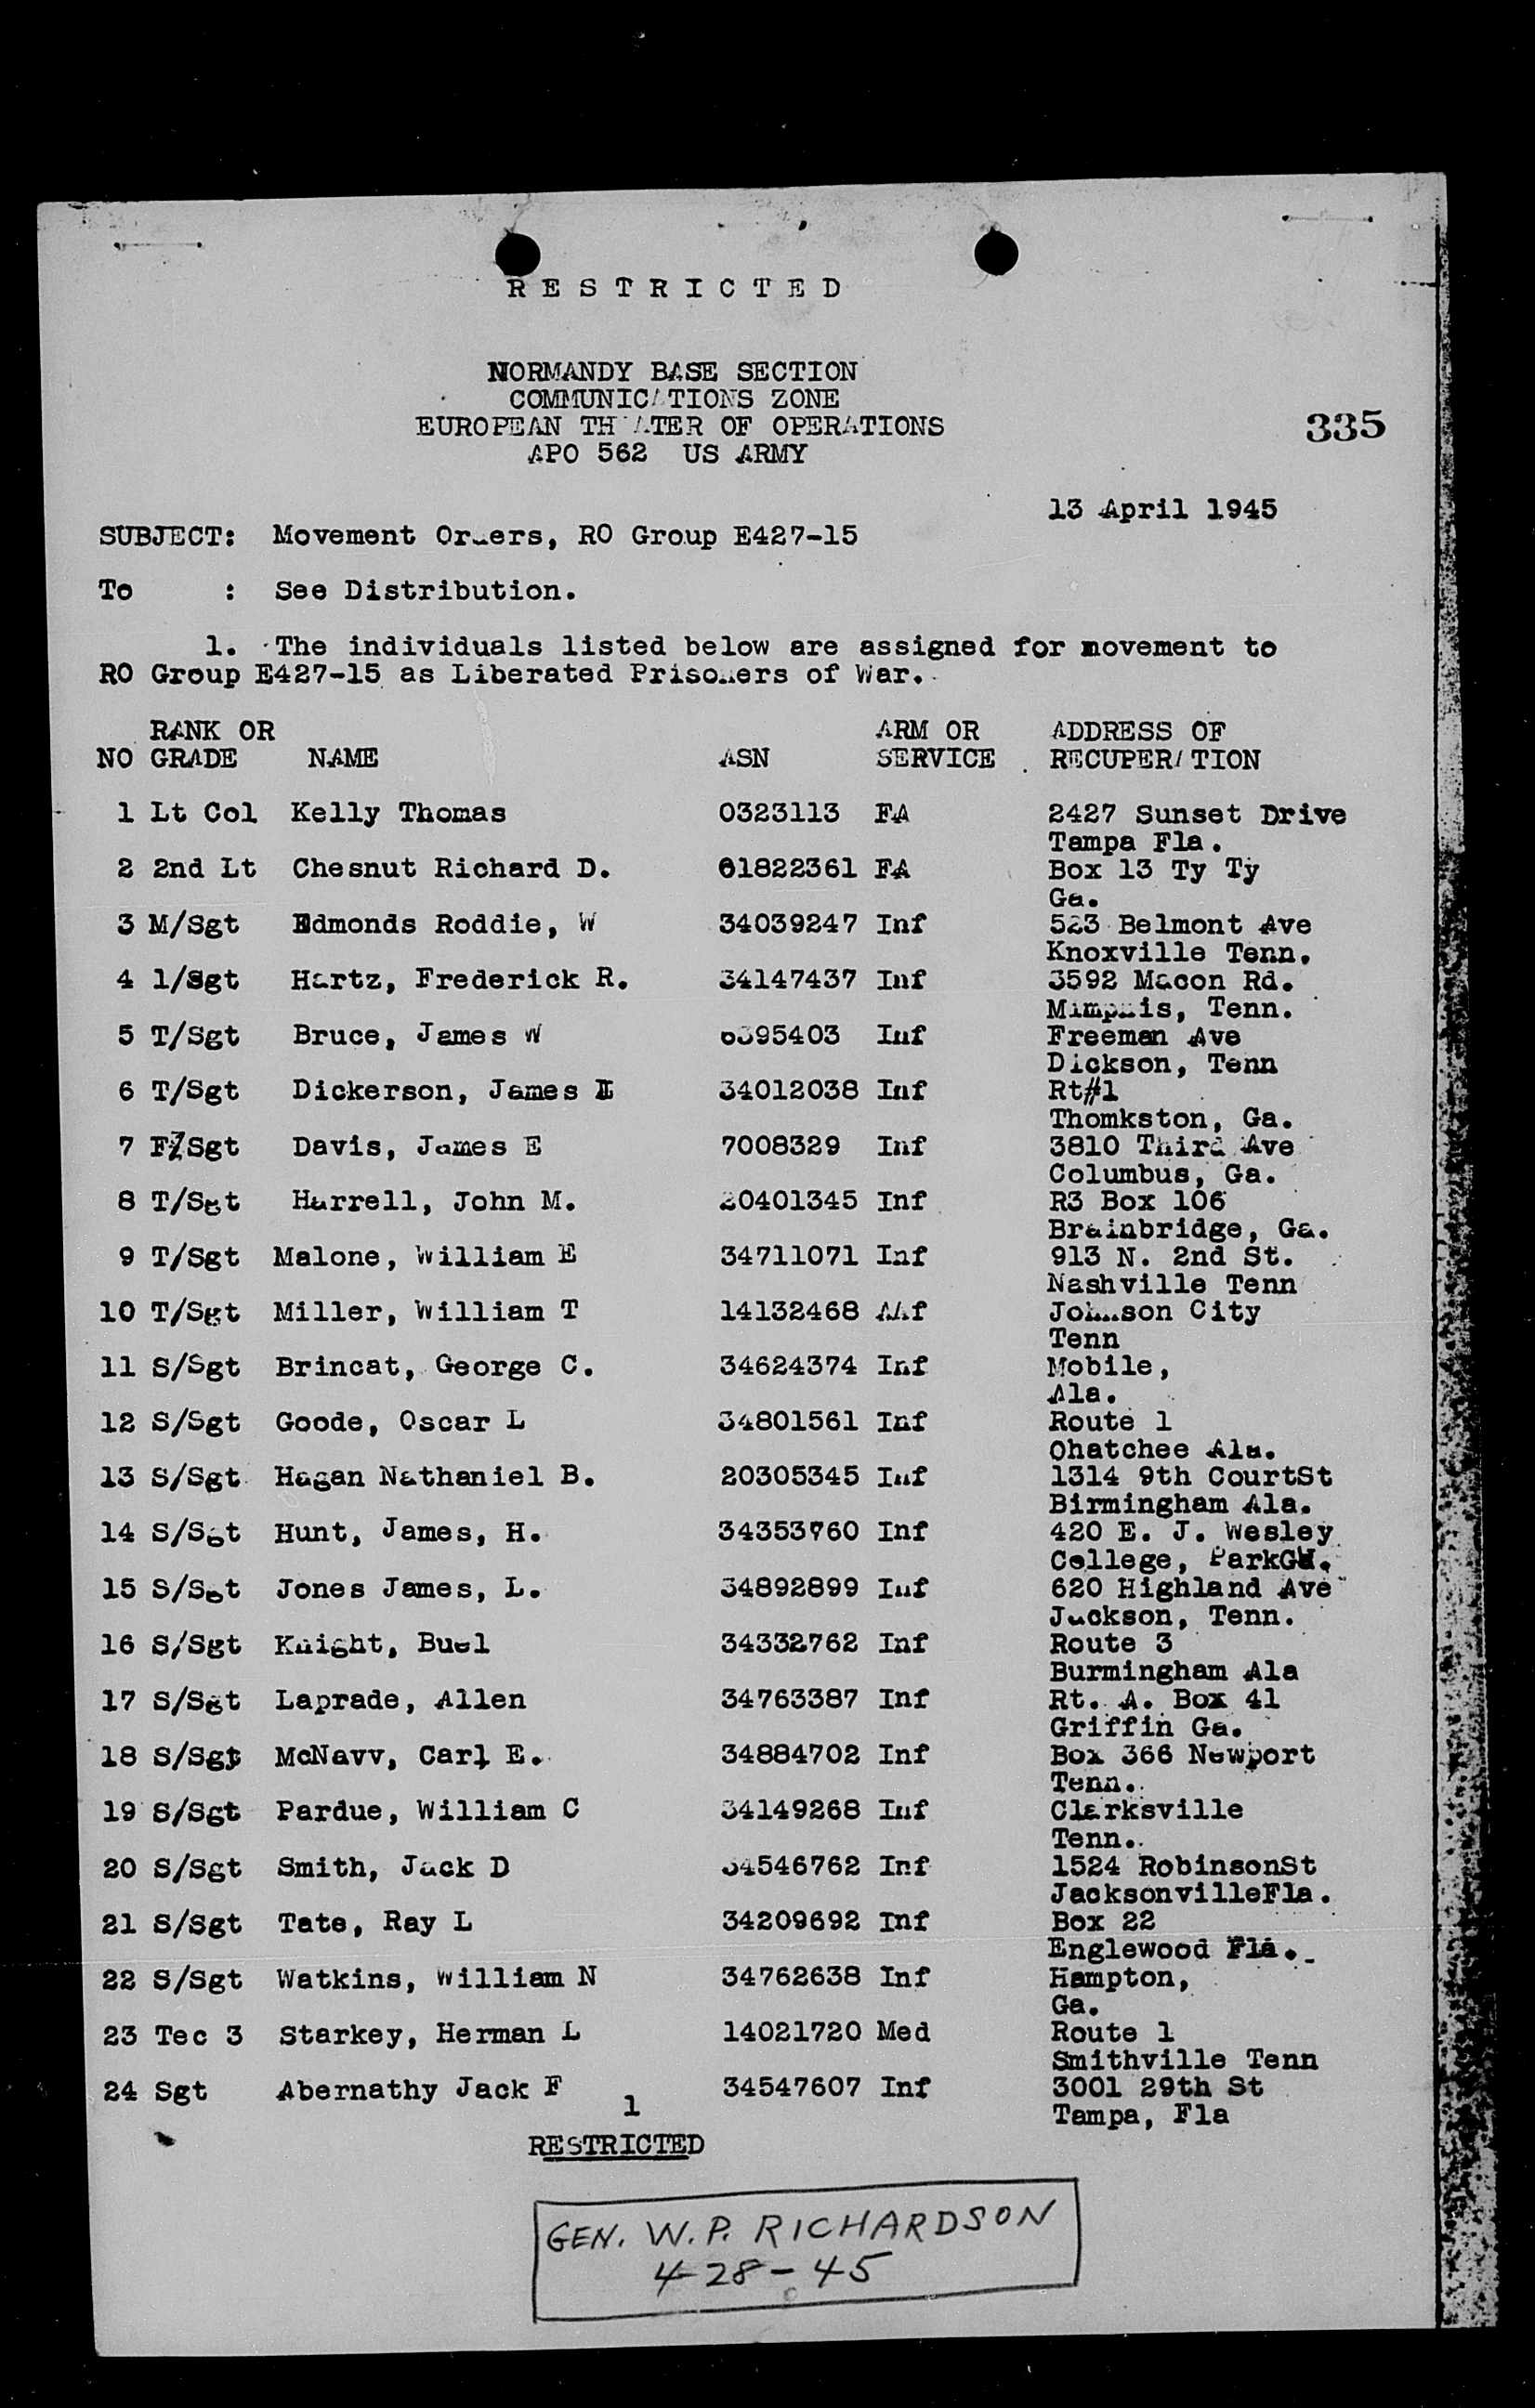 RESTRICTED
NORMANDY BASE SECTION
COMMUNICATIONS ZONE
EUROPEAN THEATER OF OPERATIONS
APO 562 US ARMY
335
13 April 1945
SUBJECT: Movement Orders, RO Group E427-15
To : See Distribution.
1. The individuals listed below are assigned for movement to
RO Group E427-15 as Liberated Prisoners of War.
RANK OR ARM OR ADDRESS OF
NO GRADE NAME ASN SERVICE RECUPERATION
1 Lt Col Kelly Thomas 0323113 FA 2427 Sunset Drive
Tampa Fla.
2 2nd Lt Chesnut Richard D. 01822361 FA Box 13 Ty Ty
Ga.
3 M/Sgt Edmonds Roddie, W 34039247 Inf 523 Belmont Ave
Knoxville Tenn.
4 1/Sgt Hartz, Frederick R. 34147437 Inf 3592 Macon Rd.
Mimphis, Tenn.
5 T/Sgt Bruce, James W 6395403 Inf Freeman Ave
Dickson, Tenn
6 T/Sgt Dickerson, James 34012038 Inf Rt#1
Thomkston, Ga.
7 Sgt Davis, James E 7008329 Inf 3810 Third Ave
Columbus, Ga.
8 T/Sgt Harrell, John M. 20401345 Inf R3 Box 106
Brainbridge, Ga.
9 T/Sgt Malone, William E 34711071 Inf 913 N. 2nd St.
Nashville Tenn
10 T/Sgt Miller, William T 14132468 Johnson City
Tenn
11 S/Sgt Brincat, George C. 34624374 Inf Mobile,
Ala.
12 S/Sgt Goode, Oscar L 34801561 Inf Route 1
Ohatchee Ala.
13 S/Sgt Hagan Nathaniel B. 20305345 Inf 1314 9th CourtSt
Birmingham Ala.
14 S/Sgt Hunt, James, H. 34353760 Inf 420 E. J. Wesley
College, Park
15 S/Sgt Jones James, L. 34892899 Inf 620 Highland Ave
Jackson, Tenn.
16 S/Sgt Knight, Buel 34332762 Inf Route 3
Burmingham Ala
17 S/Sgt Laprade, Allen 34763387 Inf Rt. A. Box 41
Griffin Ga.
18 S/Sgt McNavv, Carl E. 34884702 Inf Box 366 Newport
Tenn.
19 S/Sgt Pardue, William C 34149268 Inf Clarksville
Tenn.
20 S/Sgt Smith, Jack D 34546762 Inf 1524 RobinsonSt
JacksonvilleFla.
21 S/Sgt Tate, Ray L 34209692 Inf Box 22
Englewood Fla.
22 S/Sgt Watkins, William N 34762638 Inf Hampton,
Ga.
23 Tec 3 Starkey, Herman L 14021720 Med Route 1
Smithville Tenn
24 Sgt Abernathy Jack F 34547607 Inf 3001 29th St
Tampa, Fla
1
RESTRICTED
GEN. W.P. RICHARDSON
4-28-45